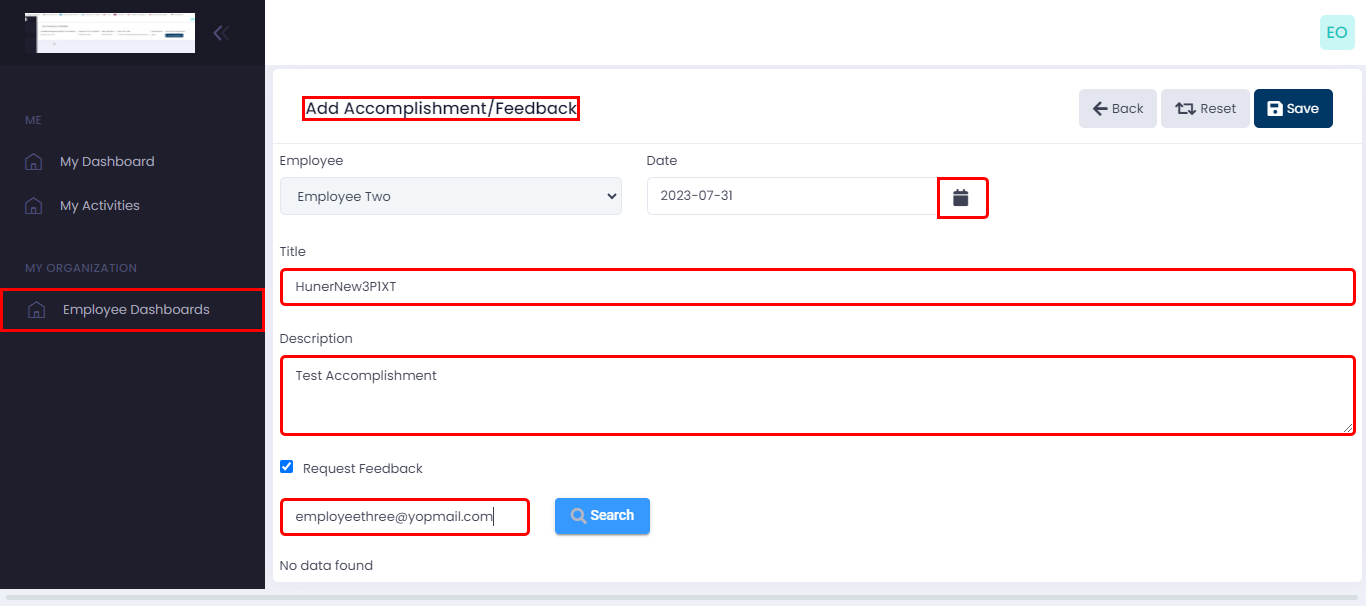 EO
Add Accomplishment/Feedback
Back
Reset
Save
ME
My Dashboard
My Activities
MY ORGANIZATION
Employee Dashboards
Employee
Date
Employee Two
2023-07-31
Title
HunerNew3P1XT
Description
Test Accomplishment
Request Feedback
employeethree@yopmail.com
Search
No data found